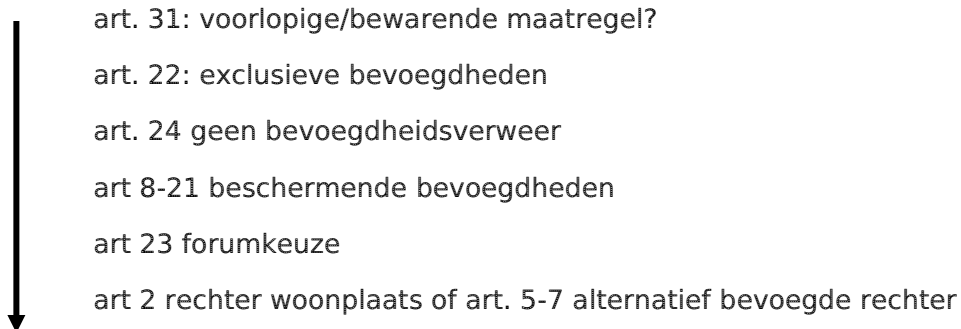 art. 31: voorlopige/bewarende maatregel?
art. 22: exclusieve bevoegdheden
art. 24 geen bevoegdheidsverweer
art 8-21 beschermende bevoegdheden
art 23 forumkeuze
art 2 rechter woonplaats of art. 5-7 alternatief bevoegde rechter